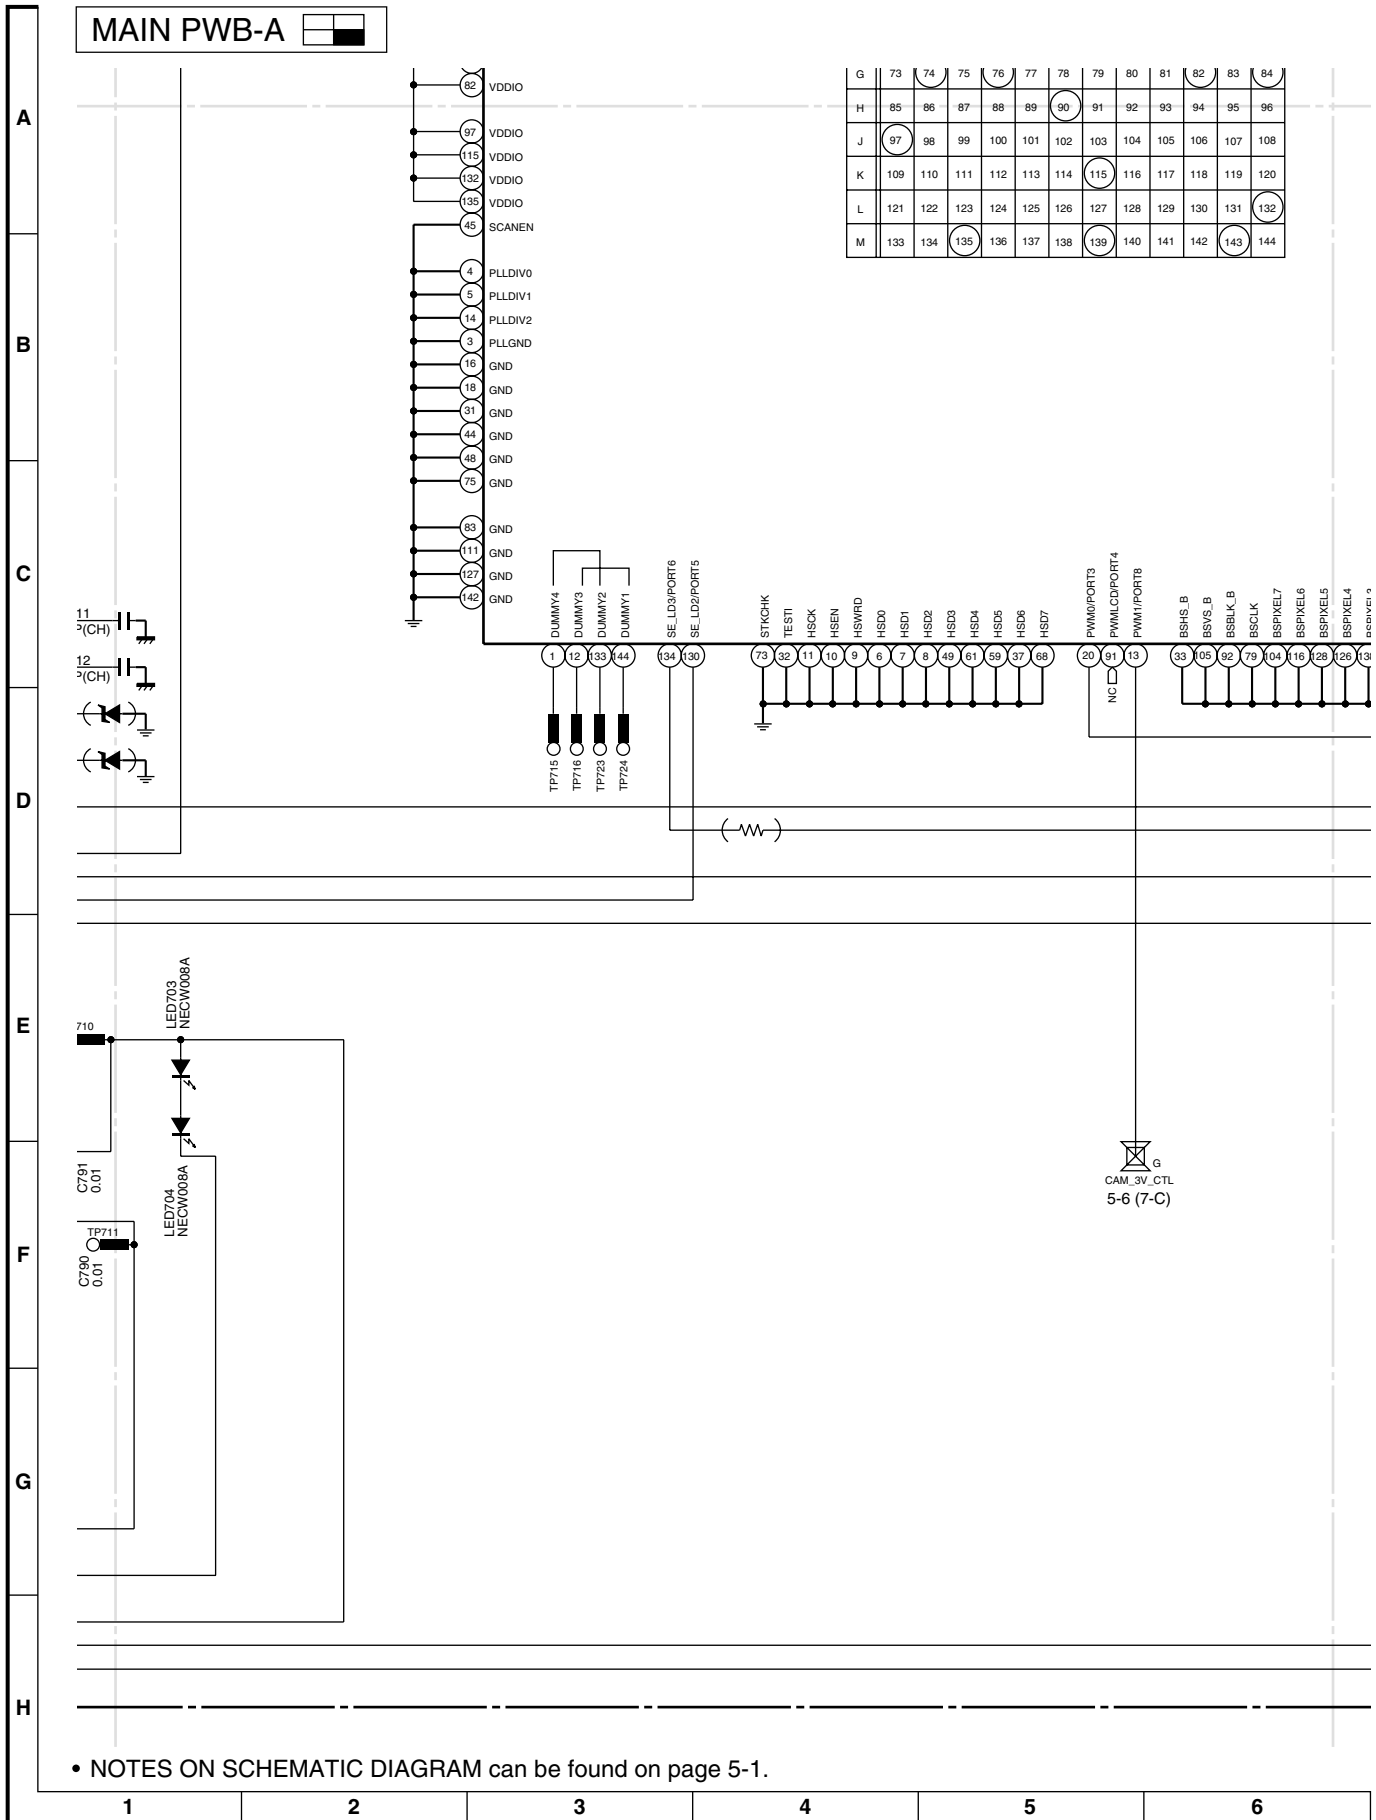 MAIN PWB-A
A
B
C
D
E
F
G
H
82 VDDIO
97 VDDIO
115 VDDIO
132 VDDIO
135 VDDIO
45 SCANEN
4 PLLDIV0
5 PLLDIV1
14 PLLDIV2
3 PLLGND
16 GND
18 GND
31 GND
44 GND
48 GND
75 GND
83 GND
111 GND
127 GND
142 GND
G 73 74 75 76 77 78 79 80 81 82 83 84
H 85 86 87 88 89 90 91 92 93 94 95 96
J 97 98 99 100 101 102 103 104 105 106 107 108
K 109 110 111 112 113 114 115 116 117 118 119 120
L 121 122 123 124 125 126 127 128 129 130 131 132
M 133 134 135 136 137 138 139 140 141 142 143 144
DUMMY4
DUMMY3
DUMMY2
DUMMY1
SE_LD3/PORT6
SE_LD2/PORT5
STKCHK
TESTI
HSCK
HSEN
HSWRD
HSD0
HSD1
HSD2
HSD3
HSD4
HSD5
HSD6
HSD7
PWM0/PORT3
PWMLCD/PORT4
PWM1/PORT8
BSHS_B
BSVS_B
BSBLK_B
BSCLK
BSPIXEL7
BSPIXEL6
BSPIXEL5
BSPIXEL4
1 12 133 144 134 130 73 32 11 10 9 6 7 8 49 61 59 37 68 20 91 13 33 105 92 79 104 116 128 126
NC
TP715
TP716
TP723
TP724
11
P(CH)
12
P(CH)
710
LED703
NECW008A
LED704
NECW008A
C791
0.01
TP711
C790
0.01
G
CAM_3V_CTL
5-6 (7-C)
• NOTES ON SCHEMATIC DIAGRAM can be found on page 5-1.
1 2 3 4 5 6